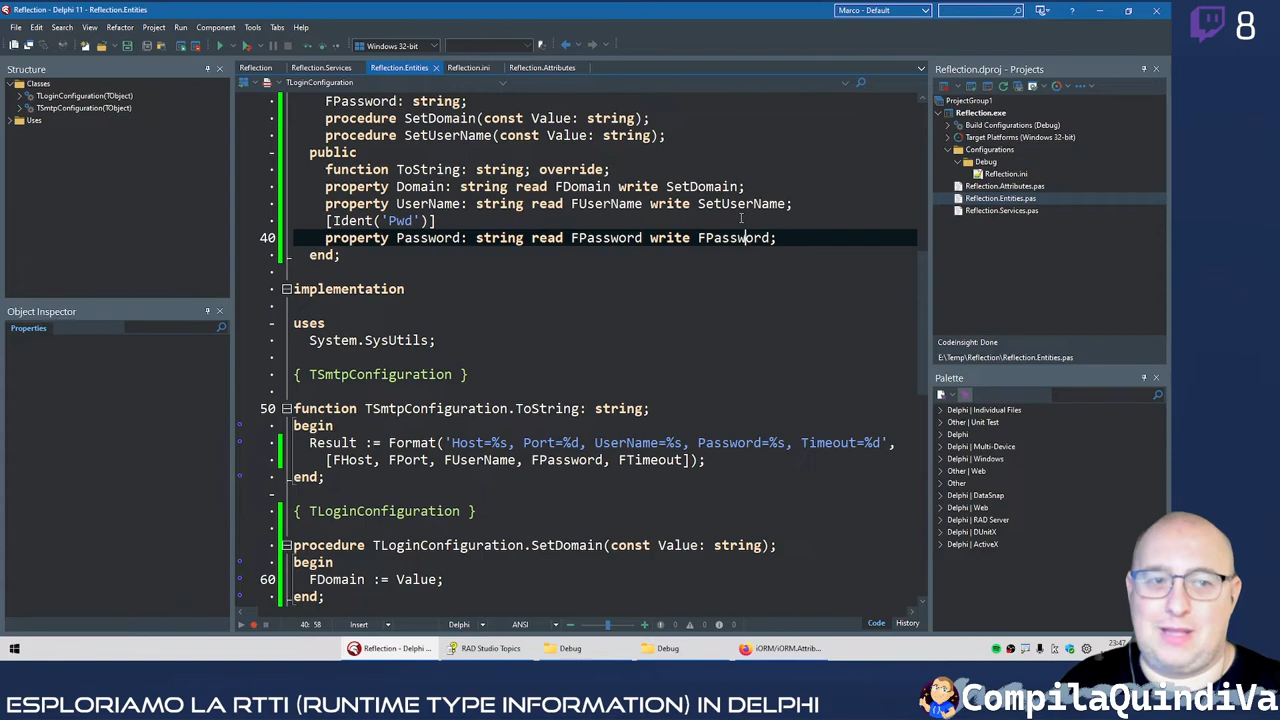 Reflection - Delphi 11 - Reflection.Entities
Marco - Default
File Edit Search View Refactor Project Run Component Tools Tabs Help
Windows 32-bit
8
Structure
Classes
TLoginConfiguration(TObject)
TSmtpConfiguration(TObject)
Uses
Object Inspector
Properties
Reflection Reflection.Services Reflection.Entities Reflection.ini Reflection.Attributes
TLoginConfiguration
FPassword: string;
procedure SetDomain(const Value: string);
procedure SetUserName(const Value: string);
public
function ToString: string; override;
property Domain: string read FDomain write SetDomain;
property UserName: string read FUserName write SetUserName;
[Ident('Pwd')]
40 property Password: string read FPassword write FPassword;
end;
implementation
uses
System.SysUtils;
{ TSmtpConfiguration }
50 function TSmtpConfiguration.ToString: string;
begin
Result := Format('Host=%s, Port=%d, UserName=%s, Password=%s, Timeout=%d',
[FHost, FPort, FUserName, FPassword, FTimeout]);
end;
{ TLoginConfiguration }
procedure TLoginConfiguration.SetDomain(const Value: string);
begin
60 FDomain := Value;
end;
40: 58 Insert Delphi ANSI 0 0 0 Code History
Reflection.dproj - Projects
ProjectGroup1
Reflection.exe
Build Configurations (Debug)
Target Platforms (Windows 32-bit)
Configurations
Debug
Reflection.ini
Reflection.Attributes.pas
Reflection.Entities.pas
Reflection.Services.pas
CodeInsight: Done
E:\Temp\Reflection\Reflection.Entities.pas
Palette
Delphi | Individual Files
Other | Unit Test
Delphi
Delphi | Multi-Device
Delphi | Windows
Other | Web
Other
Delphi | DataSnap
Delphi | Web
Delphi | RAD Server
Delphi | DUnitX
Delphi | ActiveX
Reflection - Delphi ... RAD Studio Topics Debug Debug iORM/iORM.Attrib... 23:47
ESPLORIAMO LA RTTI (RUNTIME TYPE INFORMATION) IN DELPHI
CompilaQuindiVa